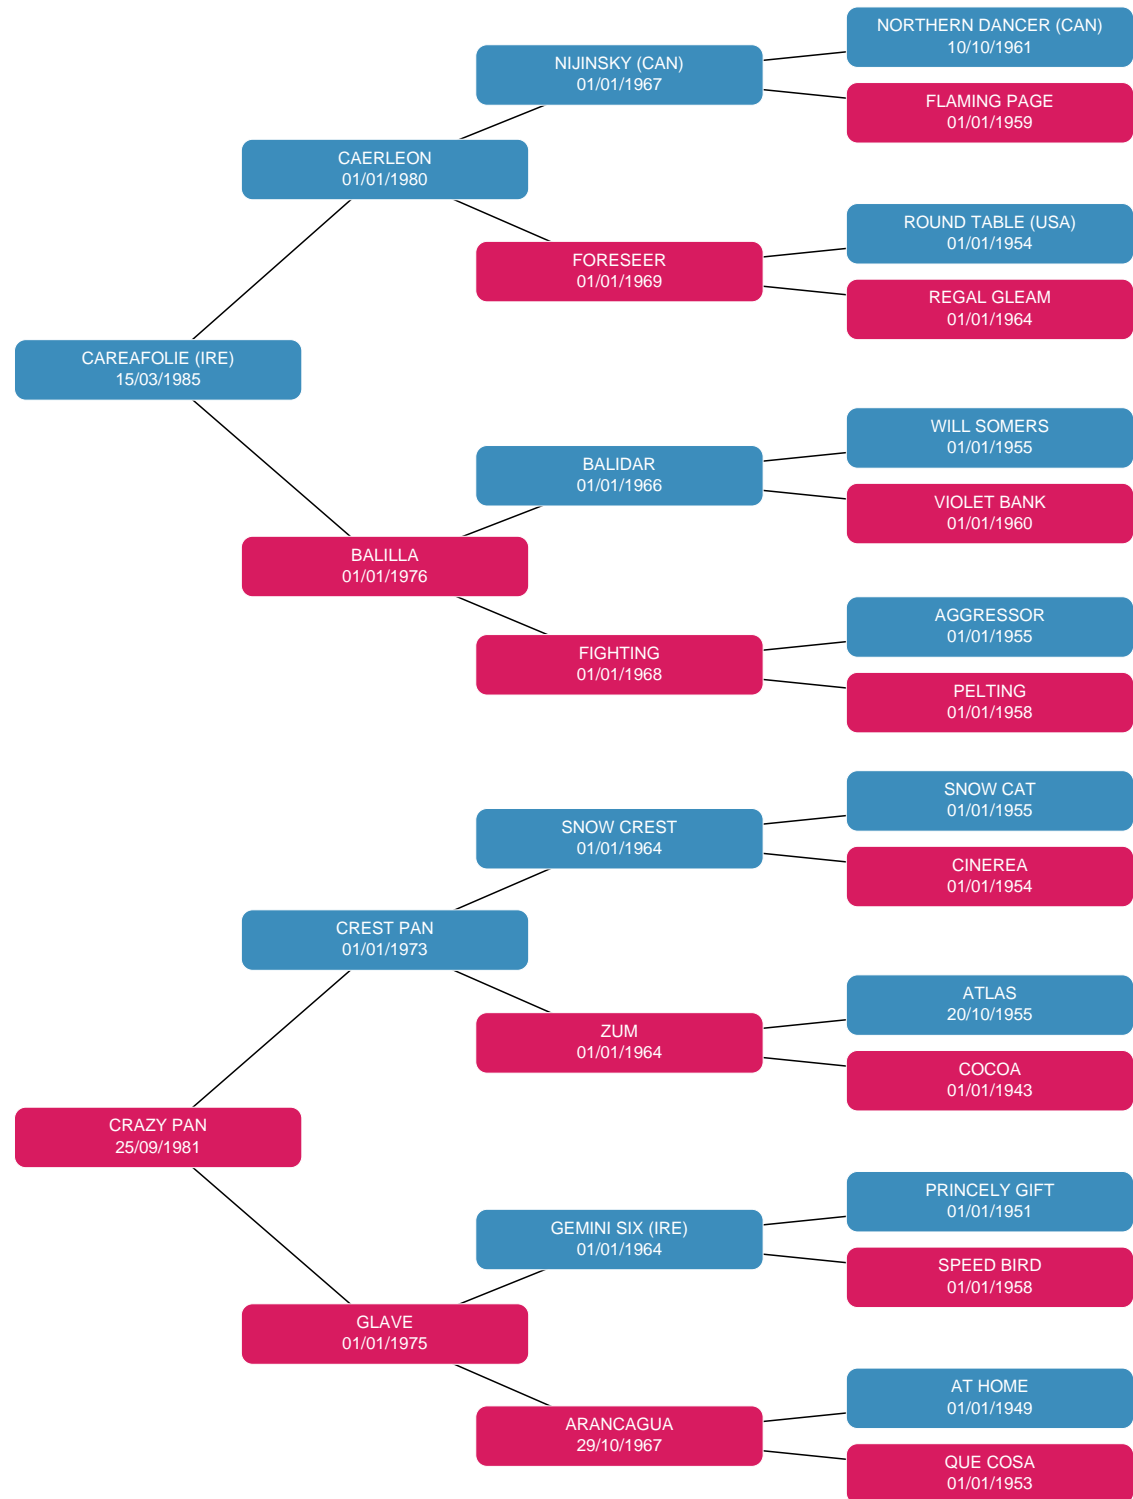 NORTHERN DANCER (CAN)
10/10/1961
NIJINSKY (CAN)
01/01/1967
FLAMING PAGE
01/01/1959
CAERLEON
01/01/1980
ROUND TABLE (USA)
01/01/1954
FORESEER
01/01/1969
REGAL GLEAM
01/01/1964
CAREAFOLIE (IRE)
15/03/1985
WILL SOMERS
01/01/1955
BALIDAR
01/01/1966
VIOLET BANK
01/01/1960
BALILLA
01/01/1976
AGGRESSOR
01/01/1955
FIGHTING
01/01/1968
PELTING
01/01/1958
SNOW CAT
01/01/1955
SNOW CREST
01/01/1964
CINEREA
01/01/1954
CREST PAN
01/01/1973
ATLAS
20/10/1955
ZUM
01/01/1964
COCOA
01/01/1943
CRAZY PAN
25/09/1981
PRINCELY GIFT
01/01/1951
GEMINI SIX (IRE)
01/01/1964
SPEED BIRD
01/01/1958
GLAVE
01/01/1975
AT HOME
01/01/1949
ARANCAGUA
29/10/1967
QUE COSA
01/01/1953